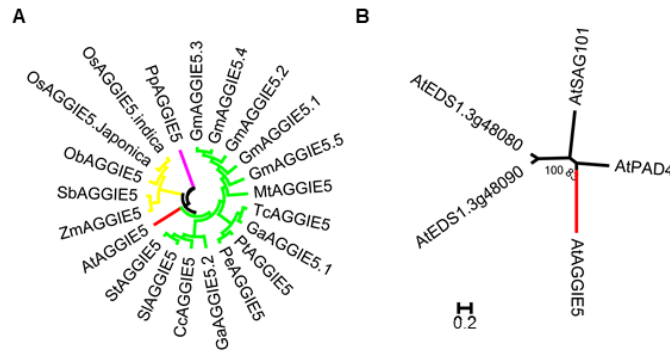 A
PpAGGIE5
GmAGGIE5.3
GmAGGIE5.4
GmAGGIE5.2
GmAGGIE5.1
GmAGGIE5.5
MtAGGIE5
TcAGGIE5
GaAGGIE5.1
PtAGGIE5
PeAGGIE5
GaAGGIE5.2
CcAGGIE5
SlAGGIE5
StAGGIE5
AtAGGIE5
ZmAGGIE5
SbAGGIE5
ObAGGIE5
OsAGGIE5.Japonica
OsAGGIE5.indica
B
AtSAG101
AtEDS1.3g48080
AtPAD4
100
AtEDS1.3g48090
AtAGGIE5
0.2